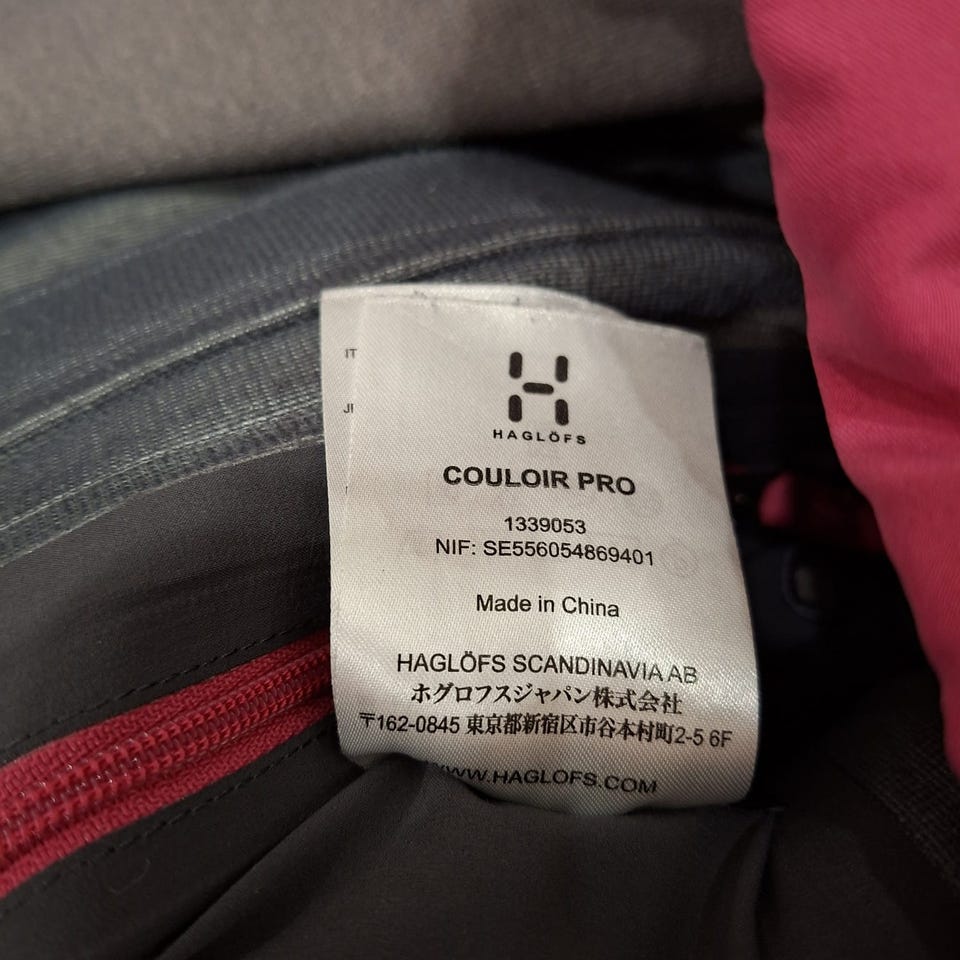 IT
JI
HAGLÖFS
COULOIR PRO
1339053
NIF: SE556054869401
Made in China
HAGLÖFS SCANDINAVIA AB
ホグロフスジャパン株式会社
〒162-0845 東京都新宿区市谷本村町2-5 6F
WWW.HAGLOFS.COM